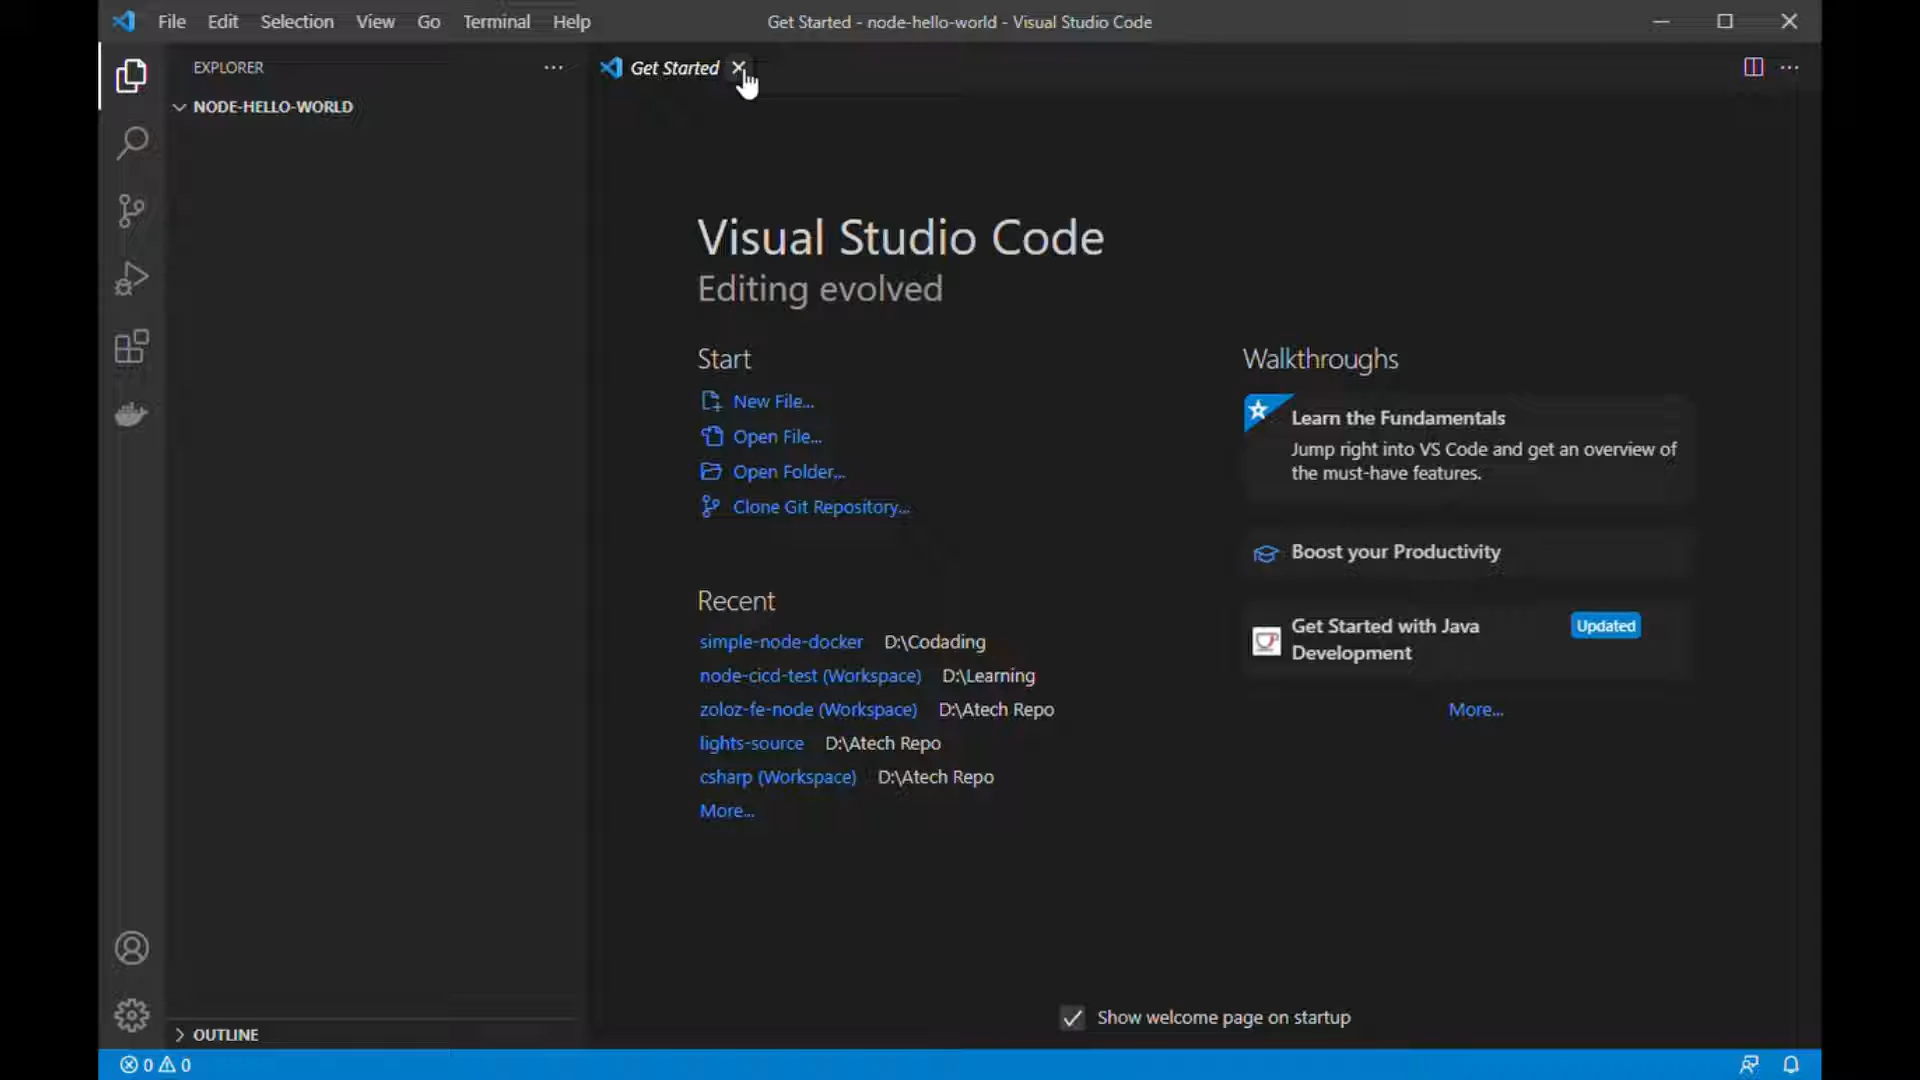 File Edit Selection View Go Terminal Help
Get Started - node-hello-world - Visual Studio Code
EXPLORER
Get Started
NODE-HELLO-WORLD
Visual Studio Code
Editing evolved
Start
New File...
Open File...
Open Folder...
Clone Git Repository...
Recent
simple-node-docker D:\Codading
node-cicd-test (Workspace) D:\Learning
zoloz-fe-node (Workspace) D:\Atech Repo
lights-source D:\Atech Repo
csharp (Workspace) D:\Atech Repo
More...
Walkthroughs
Learn the Fundamentals
Jump right into VS Code and get an overview of
the must-have features.
Boost your Productivity
Get Started with Java
Development
Updated
More...
Show welcome page on startup
OUTLINE
0 0